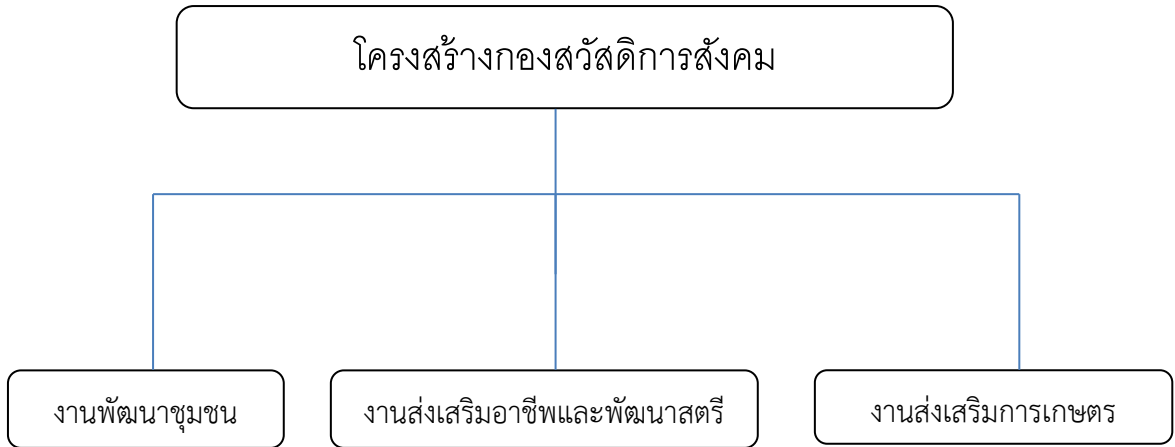 โครงสร้างกองสวัสดิการสังคม
งานพัฒนาชุมชน
งานส่งเสริมอาชีพและพัฒนาสตรี
งานส่งเสริมการเกษตร